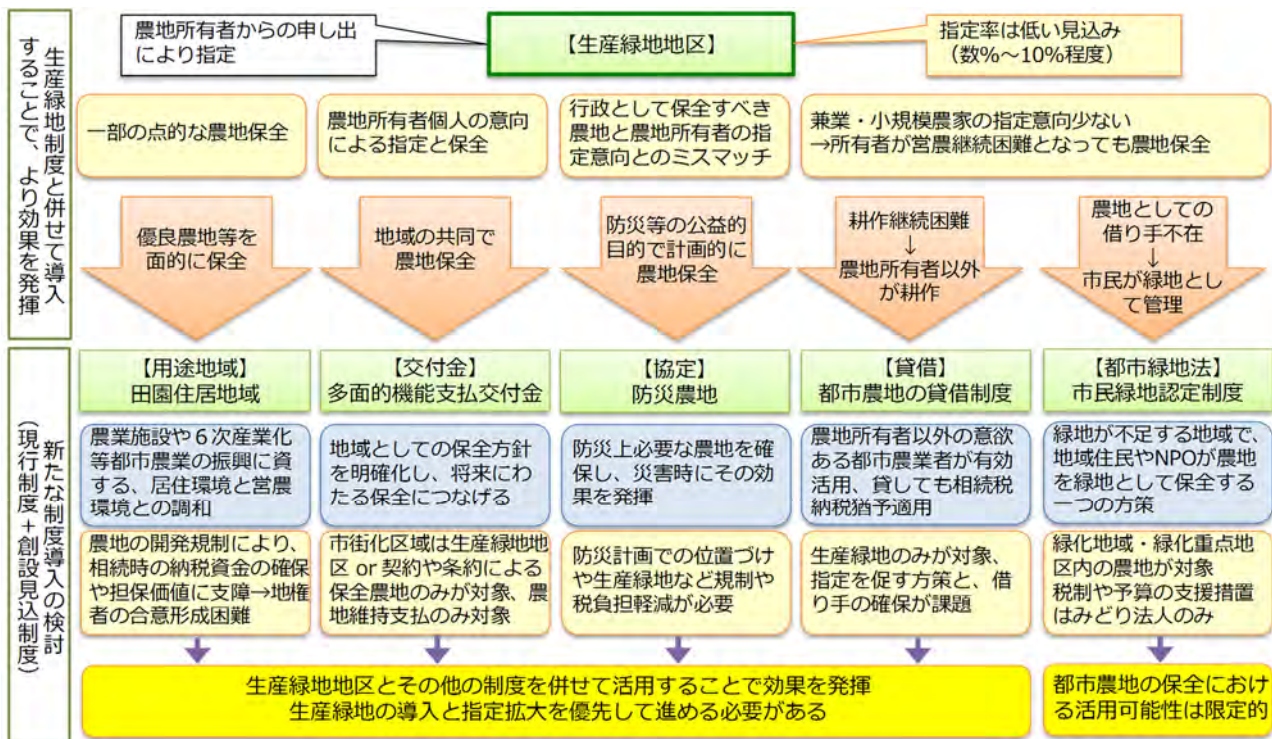 生産緑地制度と併せて導入
することで、より効果を発揮
農地所有者からの申し出
により指定
【生産緑地地区】
指定率は低い見込み
（数%～10%程度）
一部の点的な農地保全
農地所有者個人の意向
による指定と保全
行政として保全すべき
農地と農地所有者の指
定意向とのミスマッチ
兼業・小規模農家の指定意向少ない
→所有者が営農継続困難となっても農地保全
優良農地等を
面的に保全
地域の共同で
農地保全
防災等の公益的
目的で計画的に
農地保全
耕作継続困難
↓
農地所有者以外
が耕作
農地としての
借り手不在
↓
市民が緑地とし
て管理
新たな制度導入の検討
（現行制度＋創設見込制度）
【用途地域】
田園住居地域
【交付金】
多面的機能支払交付金
【協定】
防災農地
【貸借】
都市農地の貸借制度
【都市緑地法】
市民緑地認定制度
農業施設や６次産業化
等都市農業の振興に資
する、居住環境と営農
環境との調和
地域としての保全方針
を明確化し、将来にわ
たる保全につなげる
防災上必要な農地を確
保し、災害時にその効
果を発揮
農地所有者以外の意欲
ある都市農業者が有効
活用、貸しても相続税
納税猶予適用
緑地が不足する地域で、
地域住民やNPOが農地
を緑地として保全する
一つの方策
農地の開発規制により、
相続時の納税資金の確保
や担保価値に支障→地権
者の合意形成困難
市街化区域は生産緑地地
区 or 契約や条約による
保全農地のみが対象、農
地維持支払のみ対象
防災計画での位置づけ
や生産緑地など規制や
税負担軽減が必要
生産緑地のみが対象、
指定を促す方策と、借
り手の確保が課題
緑化地域・緑化重点地
区内の農地が対象
税制や予算の支援措置
はみどり法人のみ
生産緑地地区とその他の制度を併せて活用することで効果を発揮
生産緑地の導入と指定拡大を優先して進める必要がある
都市農地の保全におけ
る活用可能性は限定的